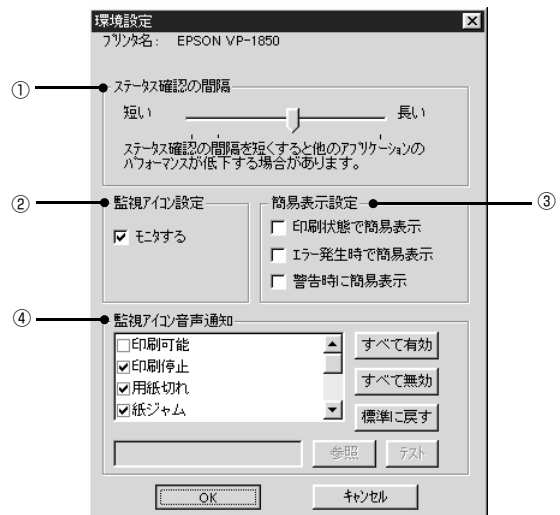 環境設定
プリンタ名: EPSON VP-1850
① ステータス確認の間隔
短い 長い
ステータス確認の間隔を短くすると他のアプリケーションの
パフォーマンスが低下する場合があります。
② 監視アイコン設定
モニタする
簡易表示設定 ③
印刷状態で簡易表示
エラー発生時で簡易表示
警告時に簡易表示
④ 監視アイコン音声通知
印刷可能
印刷停止
用紙切れ
紙ジャム
すべて有効
すべて無効
標準に戻す
参照 テスト
OK キャンセル